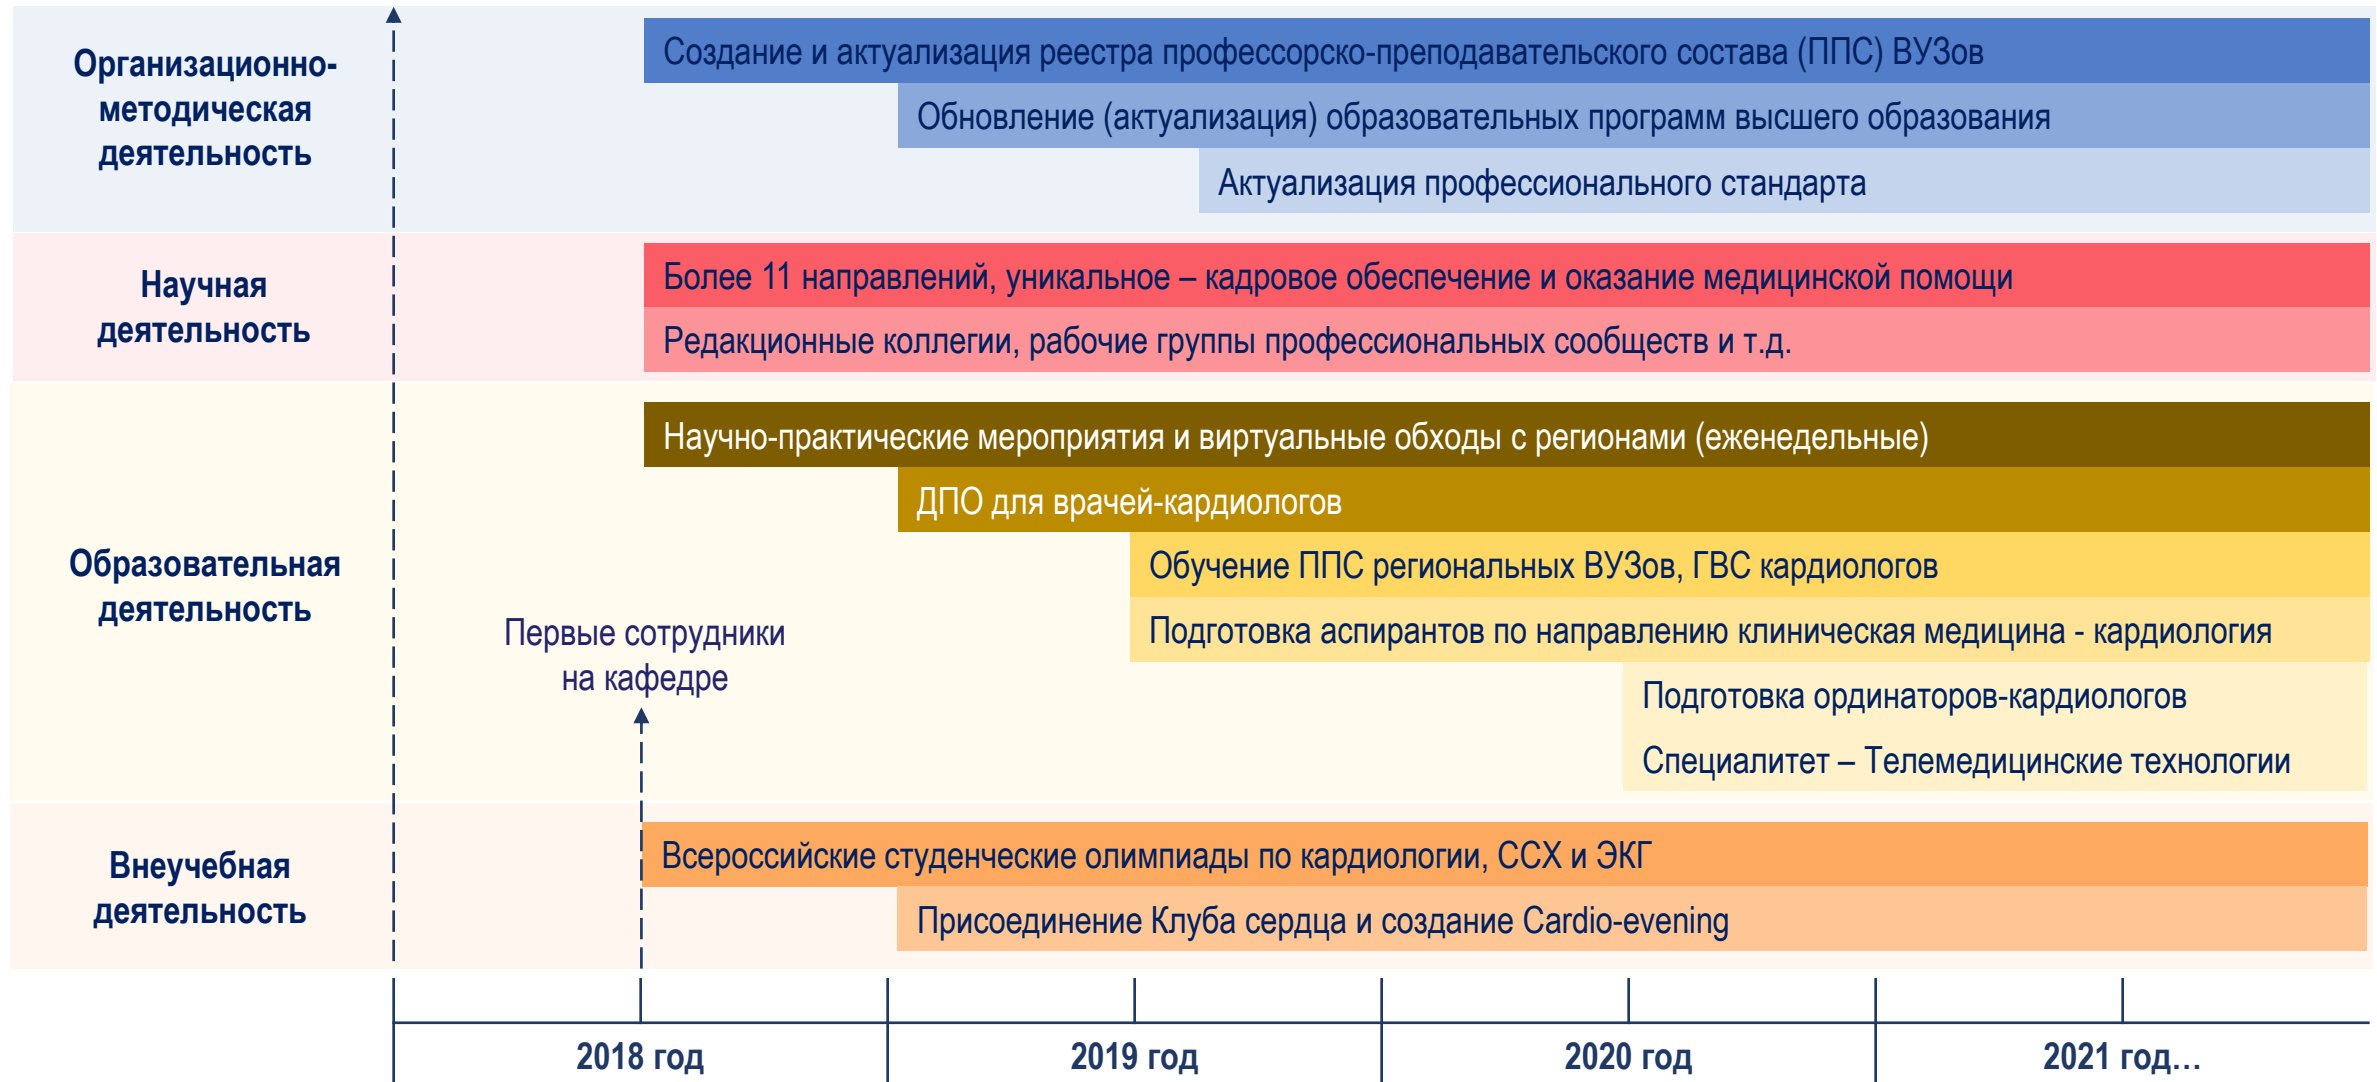 Организационно-
методическая
деятельность
Создание и актуализация реестра профессорско-преподавательского состава (ППС) ВУЗов
Обновление (актуализация) образовательных программ высшего образования
Актуализация профессионального стандарта
Научная
деятельность
Более 11 направлений, уникальное – кадровое обеспечение и оказание медицинской помощи
Редакционные коллегии, рабочие группы профессиональных сообществ и т.д.
Образовательная
деятельность
Научно-практические мероприятия и виртуальные обходы с регионами (еженедельные)
ДПО для врачей-кардиологов
Обучение ППС региональных ВУЗов, ГВС кардиологов
Подготовка аспирантов по направлению клиническая медицина - кардиология
Подготовка ординаторов-кардиологов
Специалитет – Телемедицинские технологии
Первые сотрудники
на кафедре
Внеучебная
деятельность
Всероссийские студенческие олимпиады по кардиологии, ССХ и ЭКГ
Присоединение Клуба сердца и создание Cardio-evening
2018 год
2019 год
2020 год
2021 год...